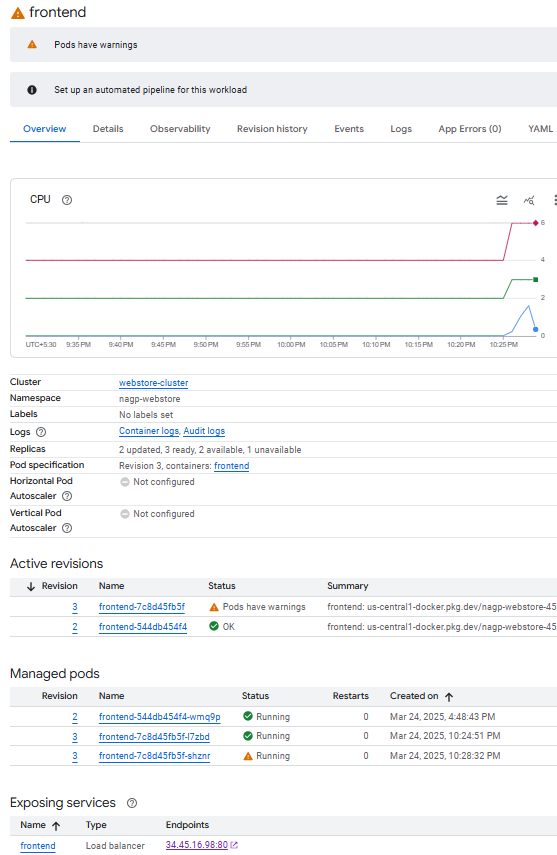 frontend
Pods have warnings
Set up an automated pipeline for this workload
Overview Details Observability Revision history Events Logs App Errors (0) YAML
CPU
6
4
2
0
UTC+5:30 9:35 PM 9:40 PM 9:45 PM 9:50 PM 9:55 PM 10:00 PM 10:05 PM 10:10 PM 10:15 PM 10:20 PM 10:25 PM
Cluster webstore-cluster
Namespace nagp-webstore
Labels No labels set
Logs Container logs, Audit logs
Replicas 2 updated, 3 ready, 2 available, 1 unavailable
Pod specification Revision 3, containers: frontend
Horizontal Pod Not configured
Autoscaler
Vertical Pod Not configured
Autoscaler
Active revisions
Revision Name Status Summary
3 frontend-7c8d45fb5f Pods have warnings frontend: us-central1-docker.pkg.dev/nagp-webstore-45
2 frontend-544db454f4 OK frontend: us-central1-docker.pkg.dev/nagp-webstore-45
Managed pods
Revision Name Status Restarts Created on
2 frontend-544db454f4-wmq9p Running 0 Mar 24, 2025, 4:48:43 PM
3 frontend-7c8d45fb5f-l7zbd Running 0 Mar 24, 2025, 10:24:51 PM
3 frontend-7c8d45fb5f-shznr Running 0 Mar 24, 2025, 10:28:32 PM
Exposing services
Name Type Endpoints
frontend Load balancer 34.45.16.98:80